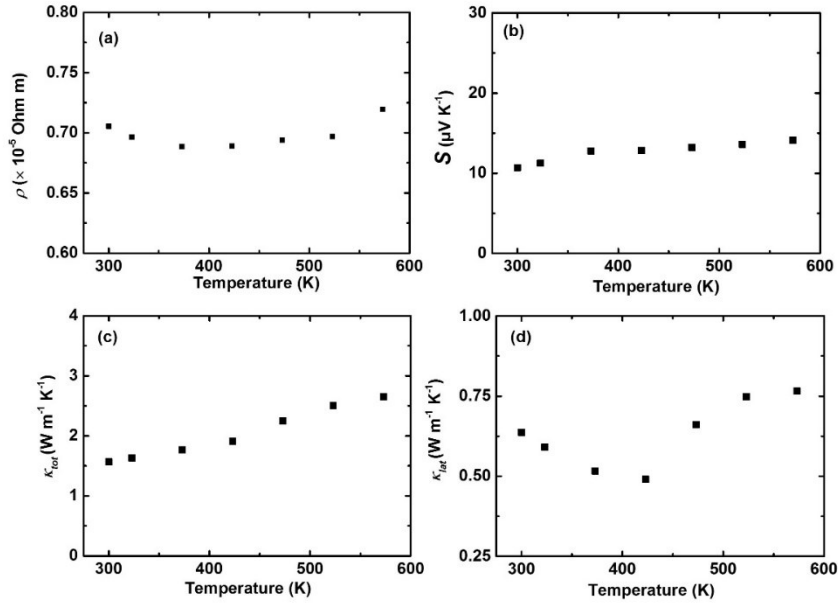 0.80
(a)
0.75
0.70
0.65
0.60
ρ (× 10⁻⁵ Ohm m)
300 400 500 600
Temperature (K)
30
(b)
20
10
0
S (µV K⁻¹)
300 400 500 600
Temperature (K)
4
(c)
3
2
1
0
κtot (W m⁻¹ K⁻¹)
300 400 500 600
Temperature (K)
1.00
(d)
0.75
0.50
0.25
κlat (W m⁻¹ K⁻¹)
300 400 500 600
Temperature (K)